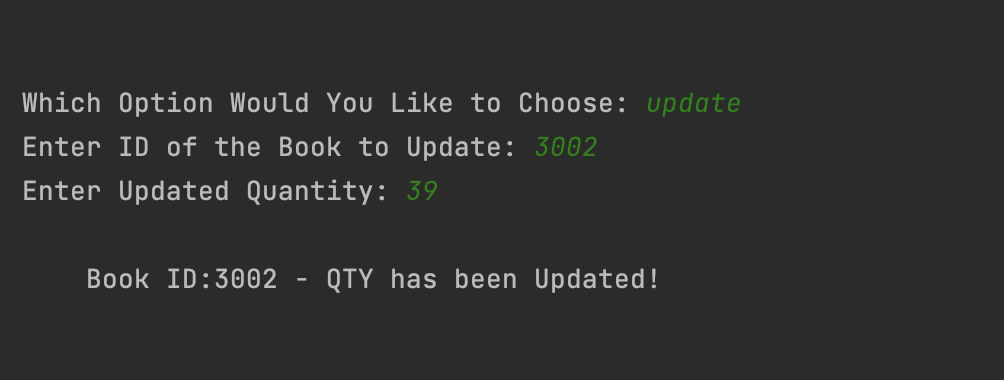 Which Option Would You Like to Choose: update
Enter ID of the Book to Update: 3002
Enter Updated Quantity: 39
Book ID:3002 - QTY has been Updated!